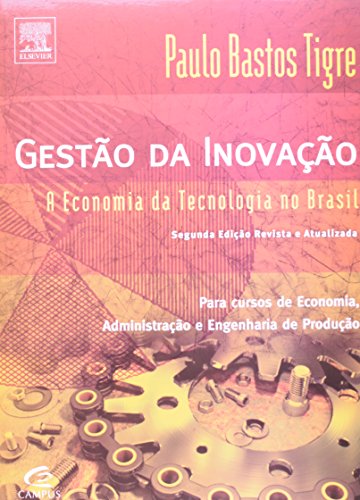 ELSEVIER
Paulo Bastos Tigre
GESTÃO DA INOVAÇÃO
A Economia da Tecnologia no Brasil
Segunda Edição Revista e Atualizada
Para cursos de Economia,
Administração e Engenharia de Produção
CAMPUS